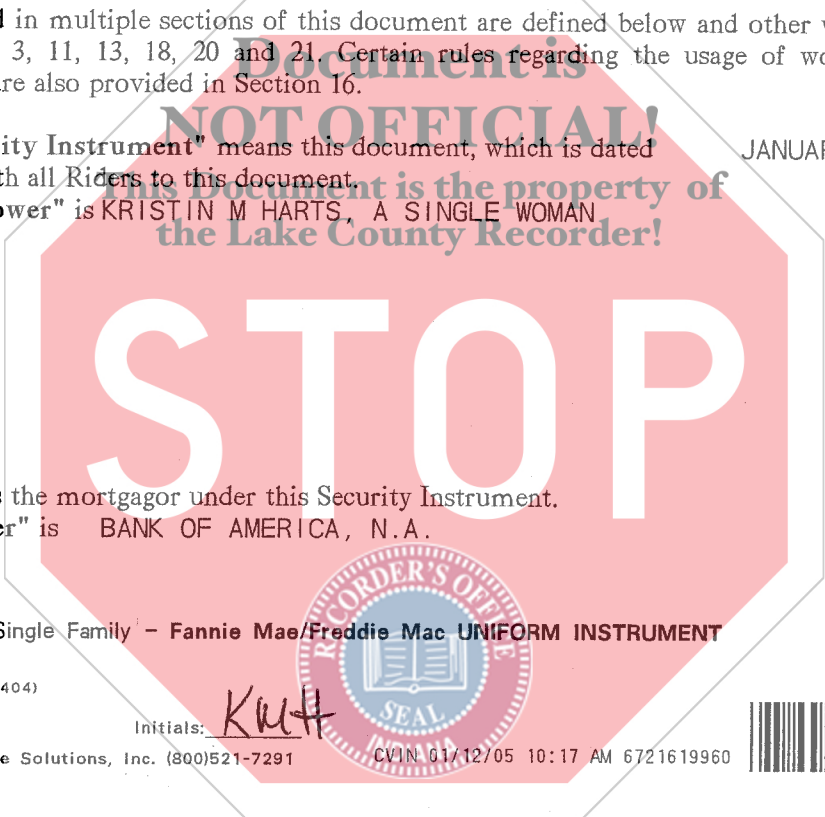 d in multiple sections of this document are defined below and other w
3, 11, 13, 18, 20 and 21. Certain rules regarding the usage of wo
re also provided in Section 16.
Document is
NOT OFFICIAL!
This Document is the property of
the Lake County Recorder!
ity Instrument" means this document, which is dated JANUAR
th all Riders to this document.
ower" is KRISTIN M HARTS, A SINGLE WOMAN
STOP
s the mortgagor under this Security Instrument.
er" is BANK OF AMERICA, N.A.
RECORDER'S OFFICE
SEAL
INDIANA
Single Family - Fannie Mae/Freddie Mac UNIFORM INSTRUMENT
404)
Initials: KMH
e Solutions, Inc. (800)521-7291 CVIN 01/12/05 10:17 AM 6721619960